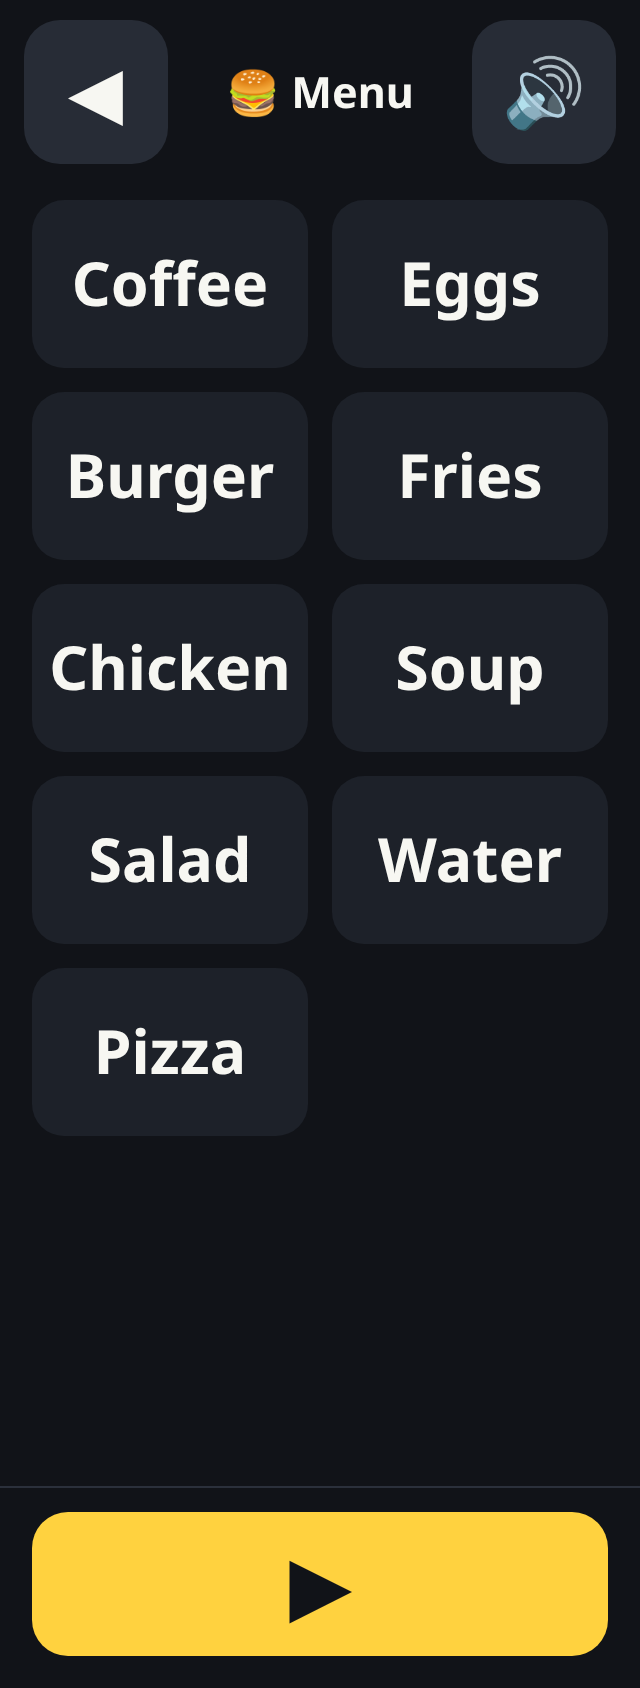 🍔 Menu
Coffee
Eggs
Burger
Fries
Chicken
Soup
Salad
Water
Pizza